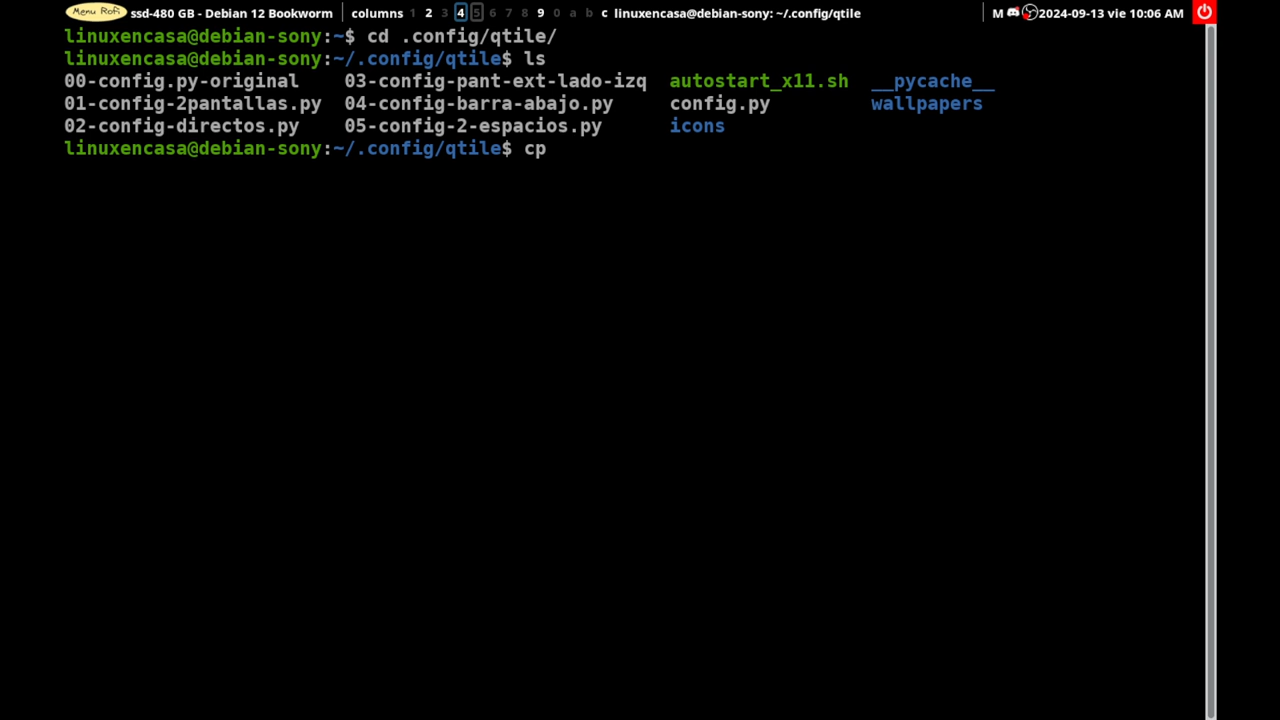 Menu Rofi ssd-480 GB - Debian 12 Bookworm columns 1 2 3 4 5 6 7 8 9 0 a b c linuxencasa@debian-sony: ~/.config/qtile M 2024-09-13 vie 10:06 AM
linuxencasa@debian-sony:~$ cd .config/qtile/
linuxencasa@debian-sony:~/.config/qtile$ ls
00-config.py-original 03-config-pant-ext-lado-izq autostart_x11.sh __pycache__
01-config-2pantallas.py 04-config-barra-abajo.py config.py wallpapers
02-config-directos.py 05-config-2-espacios.py icons
linuxencasa@debian-sony:~/.config/qtile$ cp